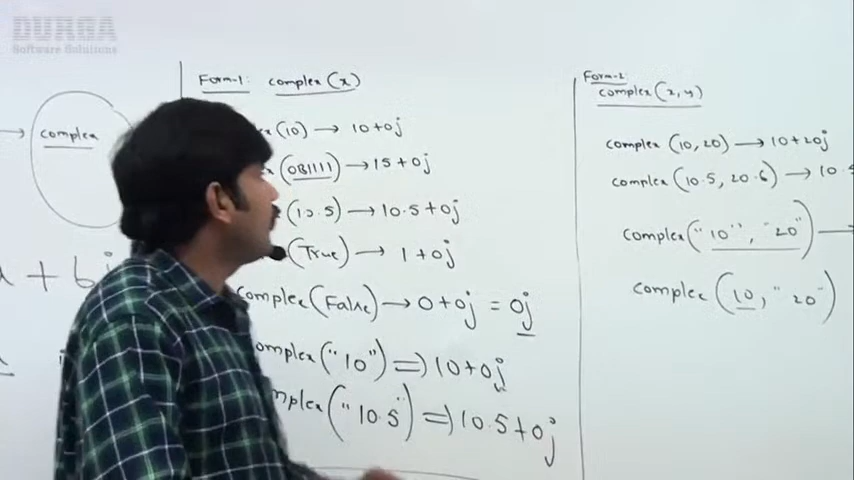 DURGA
Software Solutions
complex
+ b
Form-1: complex(x)
(10) → 10+0j
(0B1111) → 15+0j
(10.5) → 10.5+0j
(True) → 1+0j
complex(False) → 0+0j = 0j
complex("10") ⇒ 10+0j
complex("10.5") ⇒ 10.5+0j
Form-2:
complex(x,y)
complex(10,20) → 10+20j
complex(10.5, 20.6) → 10.
complex("10", "20") →
complex(10, "20")